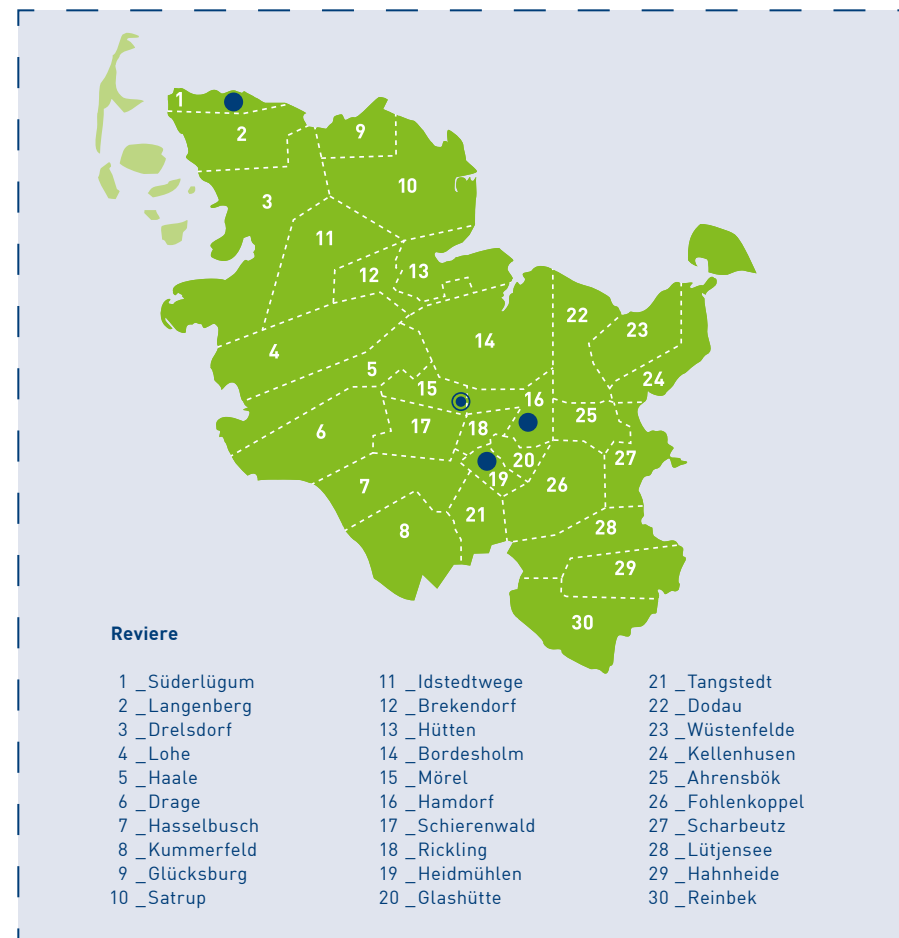 1
2
9
10
3
11
12
13
22
23
14
4
24
5
15
16
25
17
18
6
27
20
19
26
7
21
28
8
29
30
Reviere
1 _Süderlügum
2 _Langenberg
3 _Drelsdorf
4 _Lohe
5 _Haale
6 _Drage
7 _Hasselbusch
8 _Kummerfeld
9 _Glücksburg
10 _Satrup
11 _Idstedtwege
12 _Brekendorf
13 _Hütten
14 _Bordesholm
15 _Mörel
16 _Hamdorf
17 _Schierenwald
18 _Rickling
19 _Heidmühlen
20 _Glashütte
21 _Tangstedt
22 _Dodau
23 _Wüstenfelde
24 _Kellenhusen
25 _Ahrensbök
26 _Fohlenkoppel
27 _Scharbeutz
28 _Lütjensee
29 _Hahnheide
30 _Reinbek